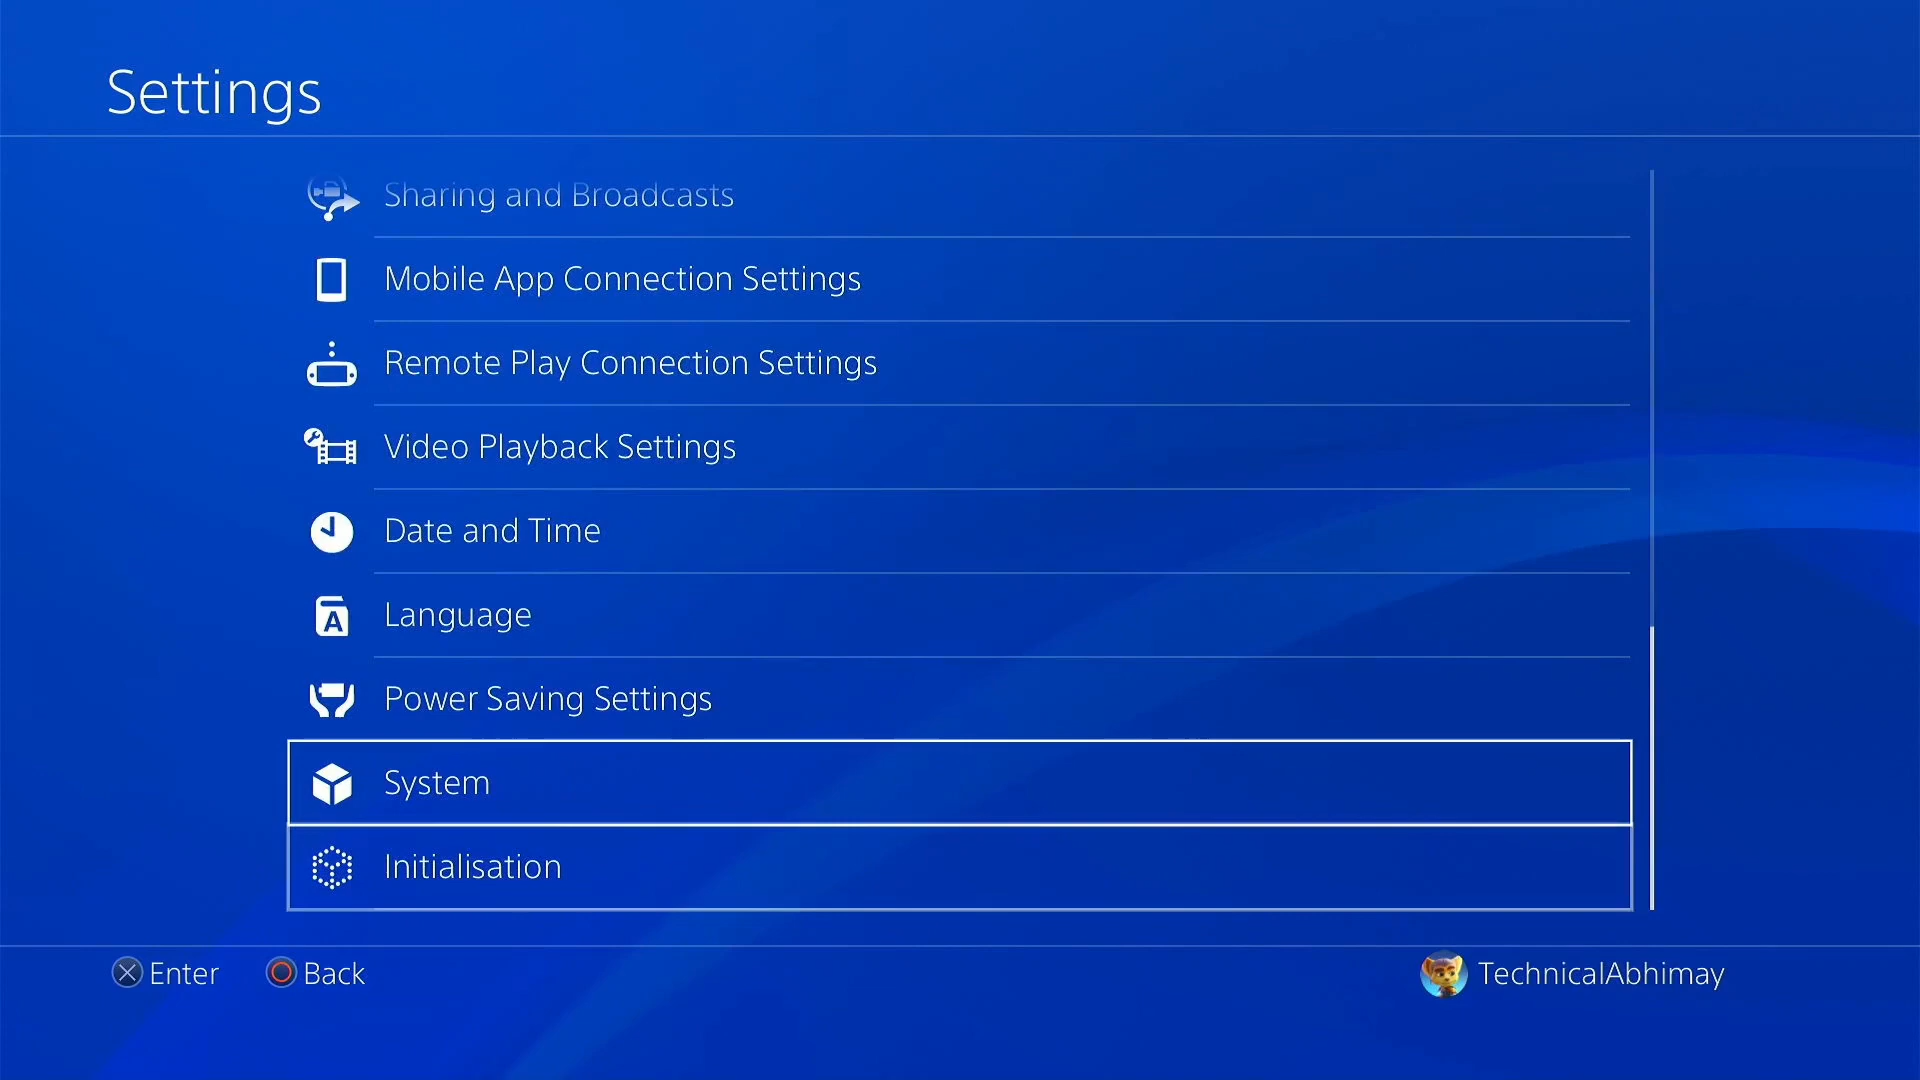 Settings
Sharing and Broadcasts
Mobile App Connection Settings
Remote Play Connection Settings
Video Playback Settings
Date and Time
A Language
Power Saving Settings
System
Initialisation
Enter Back TechnicalAbhimay